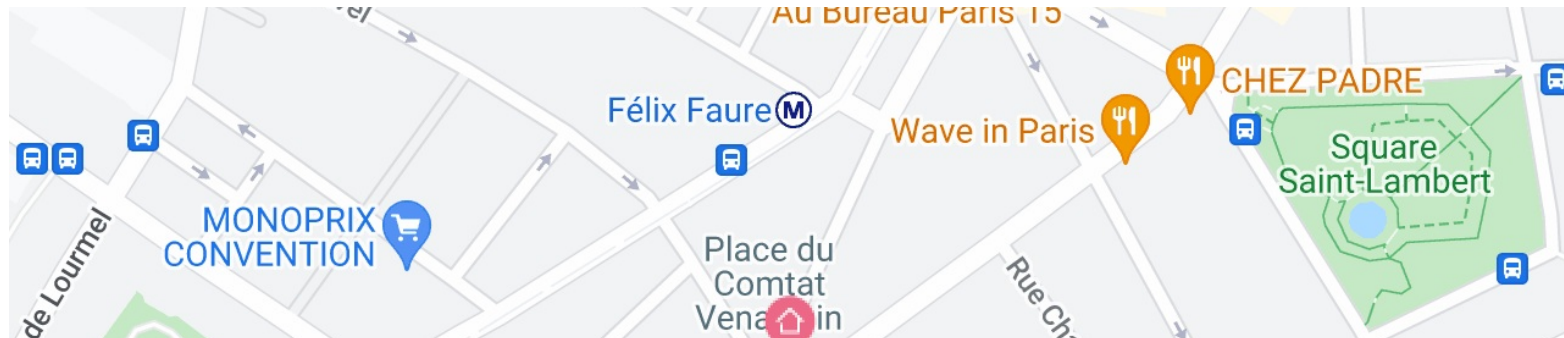 Au Bureau Paris 15
CHEZ PADRE
Félix Faure
M
Wave in Paris
Square
Saint-Lambert
MONOPRIX
CONVENTION
de Lourmel
Place du
Comtat
Rue